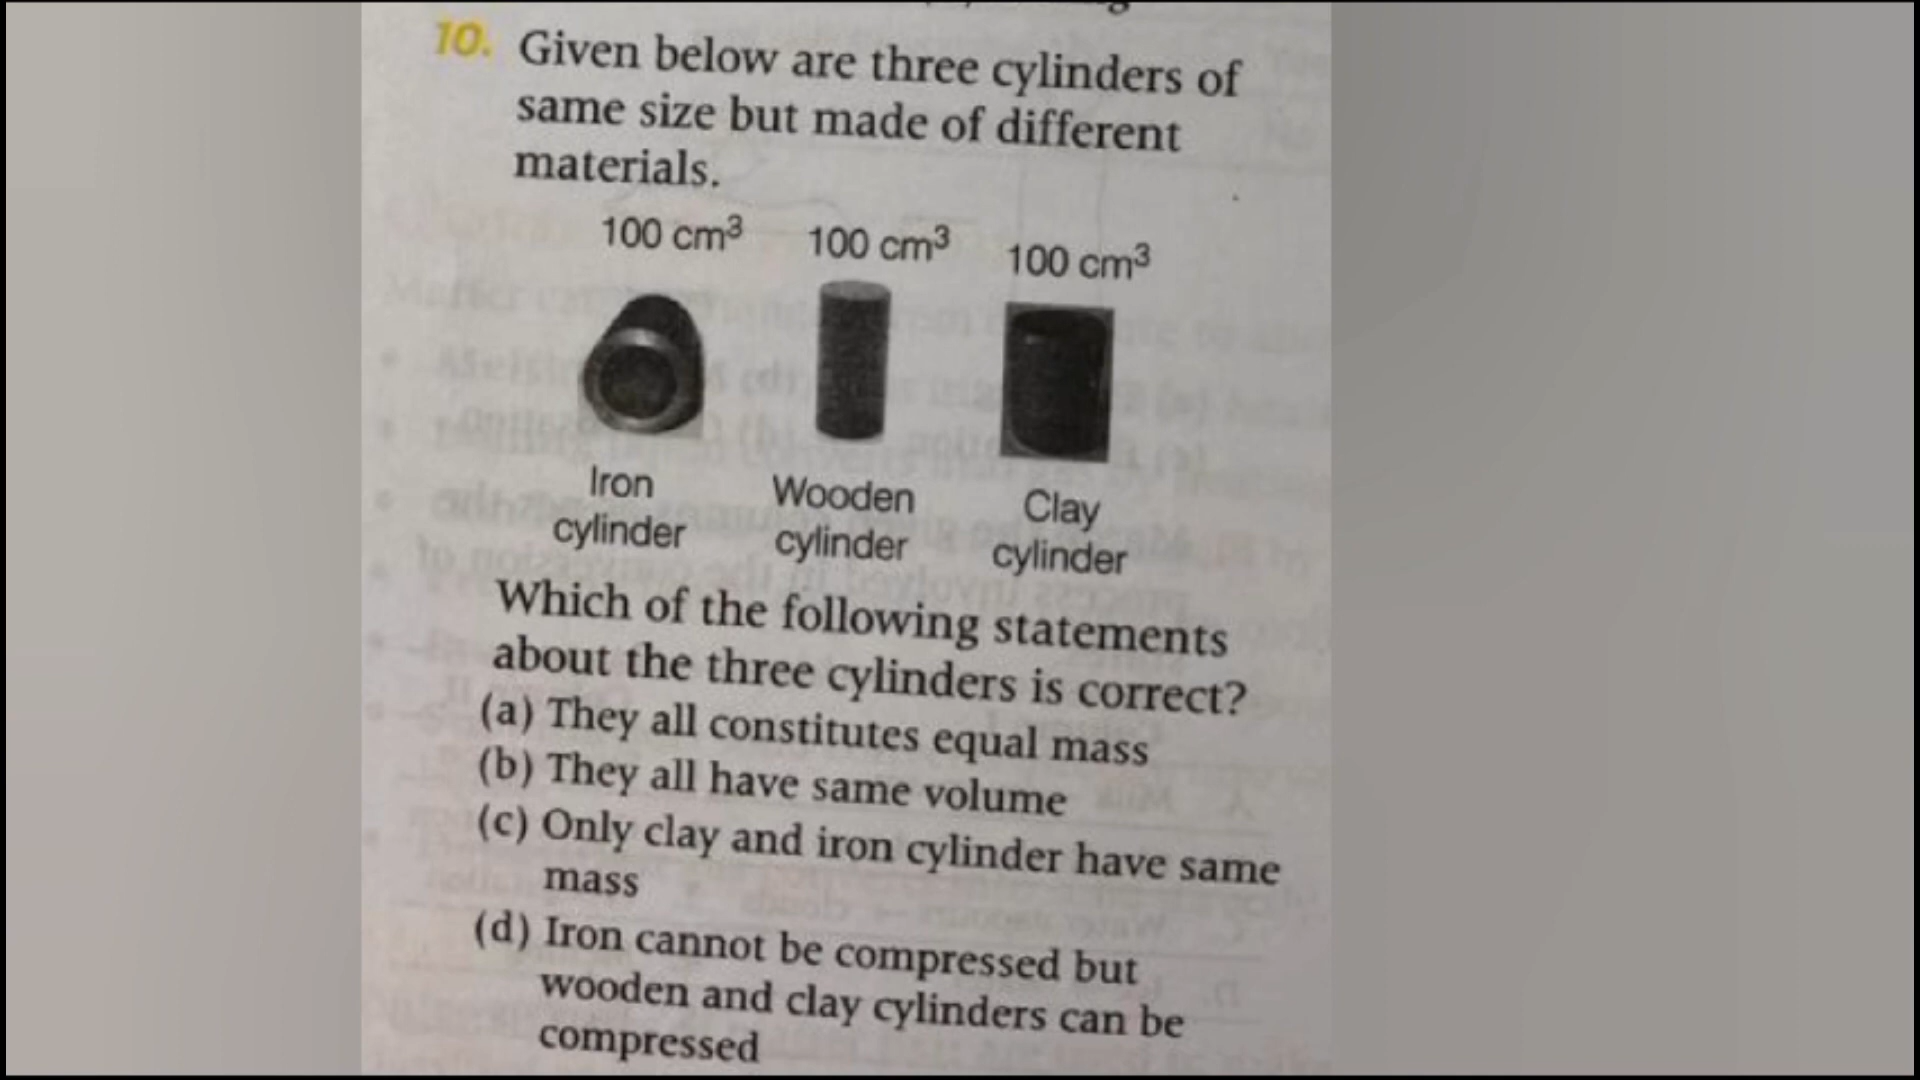 10. Given below are three cylinders of
same size but made of different
materials.
100 cm³ 100 cm³ 100 cm³
Iron cylinder
Wooden cylinder
Clay cylinder
Which of the following statements
about the three cylinders is correct?
(a) They all constitutes equal mass
(b) They all have same volume
(c) Only clay and iron cylinder have same
mass
(d) Iron cannot be compressed but
wooden and clay cylinders can be
compressed